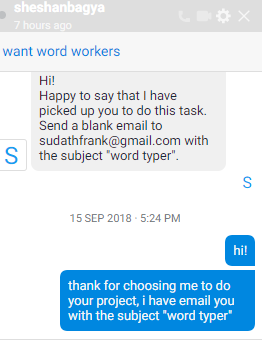 sheshanbagya
7 hours ago
want word workers
Hi!
Happy to say that I have
picked up you to do this task.
Send a blank email to
sudathfrank@gmail.com with
the subject "word typer".
S
S
15 SEP 2018 - 5:24 PM
hi!
thank for choosing me to do
your project, i have email you
with the subject "word typer"